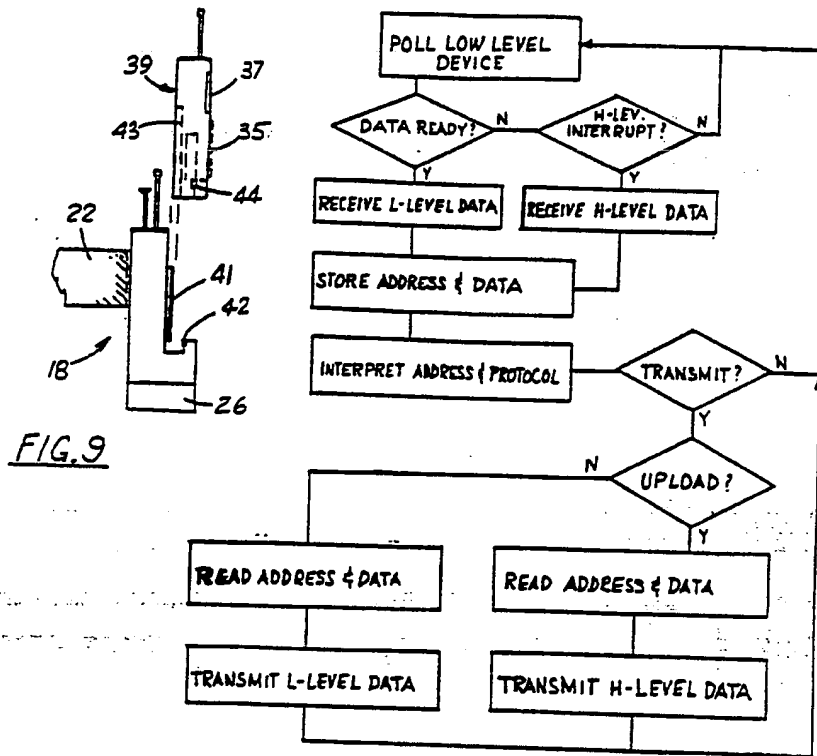 39
37
43
35
44
22
41
42
18
26
FIG.9
POLL LOW LEVEL
DEVICE
DATA READY?
N
H-LEV.
INTERRUPT?
N
Y
Y
RECEIVE L-LEVEL DATA
RECEIVE H-LEVEL DATA
STORE ADDRESS & DATA
INTERPRET ADDRESS & PROTOCOL
TRANSMIT?
N
Y
N
UPLOAD?
Y
READ ADDRESS & DATA
READ ADDRESS & DATA
TRANSMIT L-LEVEL DATA
TRANSMIT H-LEVEL DATA